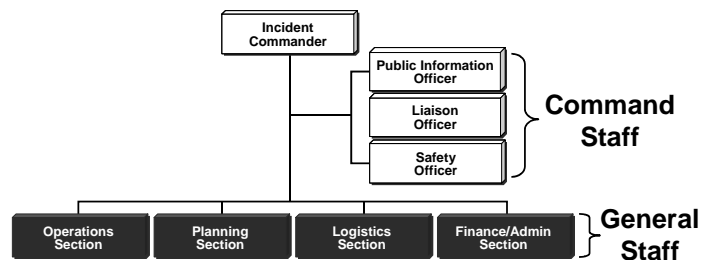 Incident
Commander
Public Information
Officer
Liaison
Officer
Safety
Officer
Command
Staff
Operations
Section
Planning
Section
Logistics
Section
Finance/Admin
Section
General
Staff